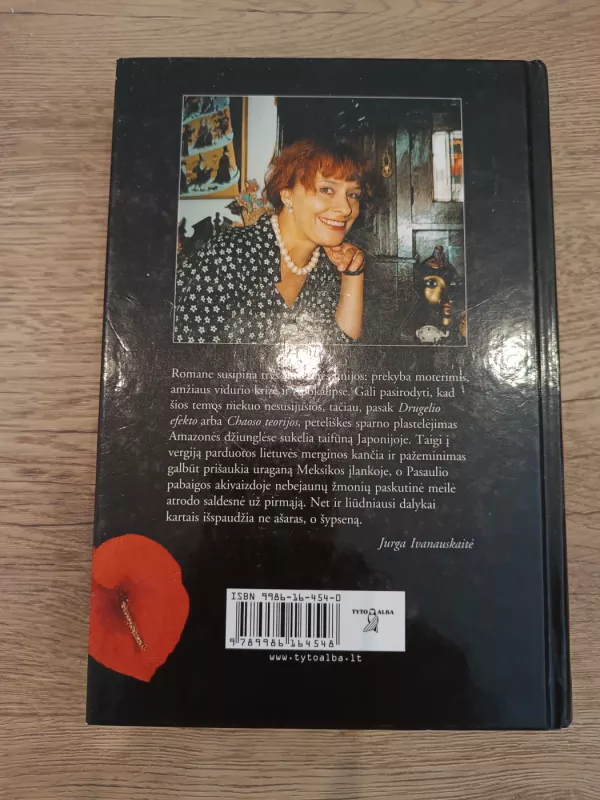 Romane susipina trys siužetinės linijos: prekyba moterimis,
amžiaus vidurio krizė ir Apokalipsė. Gali pasirodyti, kad
šios temos niekuo nesusijusios, tačiau, pasak Drugelio
efekto arba Chaoso teorijos, peteliškės sparno plastelėjimas
Amazonės džiunglėse sukelia taifūną Japonijoje. Taigi į
vergiją parduotos lietuvės merginos kančia ir pažeminimas
galbūt prišaukia uraganą Meksikos įlankoje, o Pasaulio
pabaigos akivaizdoje nebejaunų žmonių paskutinė meilė
atrodo saldesnė už pirmąją. Net ir liūdniausi dalykai
kartais išspaudžia ne ašaras, o šypseną.
Jurga Ivanauskaitė
ISBN 9986-16-454-0
9 789986 164548
TYTO ALBA
www.tytoalba.lt